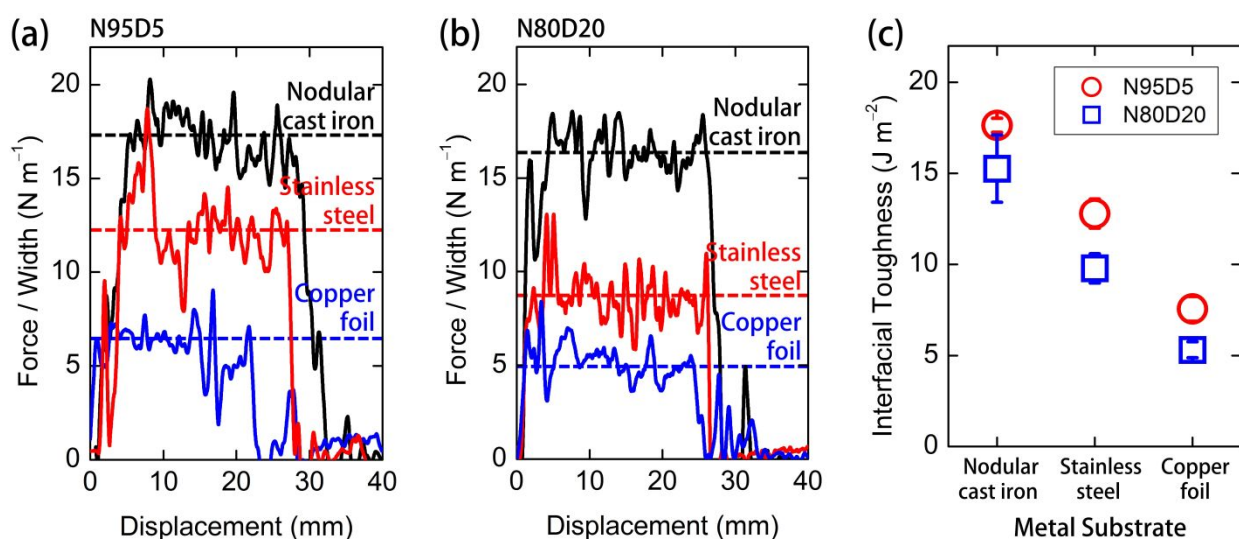 (a)
N95D5
20
15
10
5
0
0
10
20
30
40
Force / Width (N m⁻¹)
Displacement (mm)
Nodular
cast iron
Stainless
steel
Copper
foil
(b)
N80D20
20
15
10
5
0
0
10
20
30
40
Force / Width (N m⁻¹)
Displacement (mm)
Nodular
cast iron
Stainless
steel
Copper
foil
(c)
20
15
10
5
0
Interfacial Toughness (J m⁻²)
N95D5
N80D20
Nodular
cast iron
Stainless
steel
Copper
foil
Metal Substrate